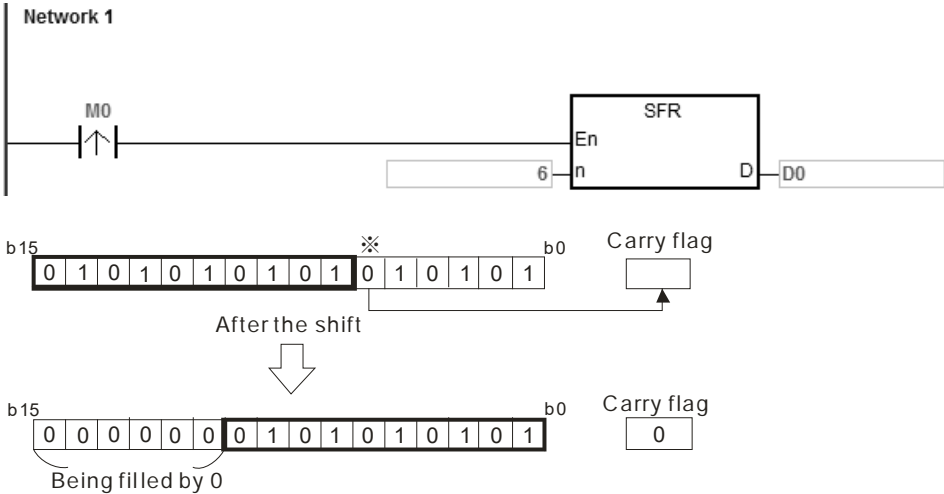 Network 1
M0
SFR
En
6 n D D0
b15 ※ b0 Carry flag
0 1 0 1 0 1 0 1 0 1 0 1 0 1 0 1
After the shift
b15 b0 Carry flag
0 0 0 0 0 0 0 1 0 1 0 1 0 1 0 1 0
Being filled by 0